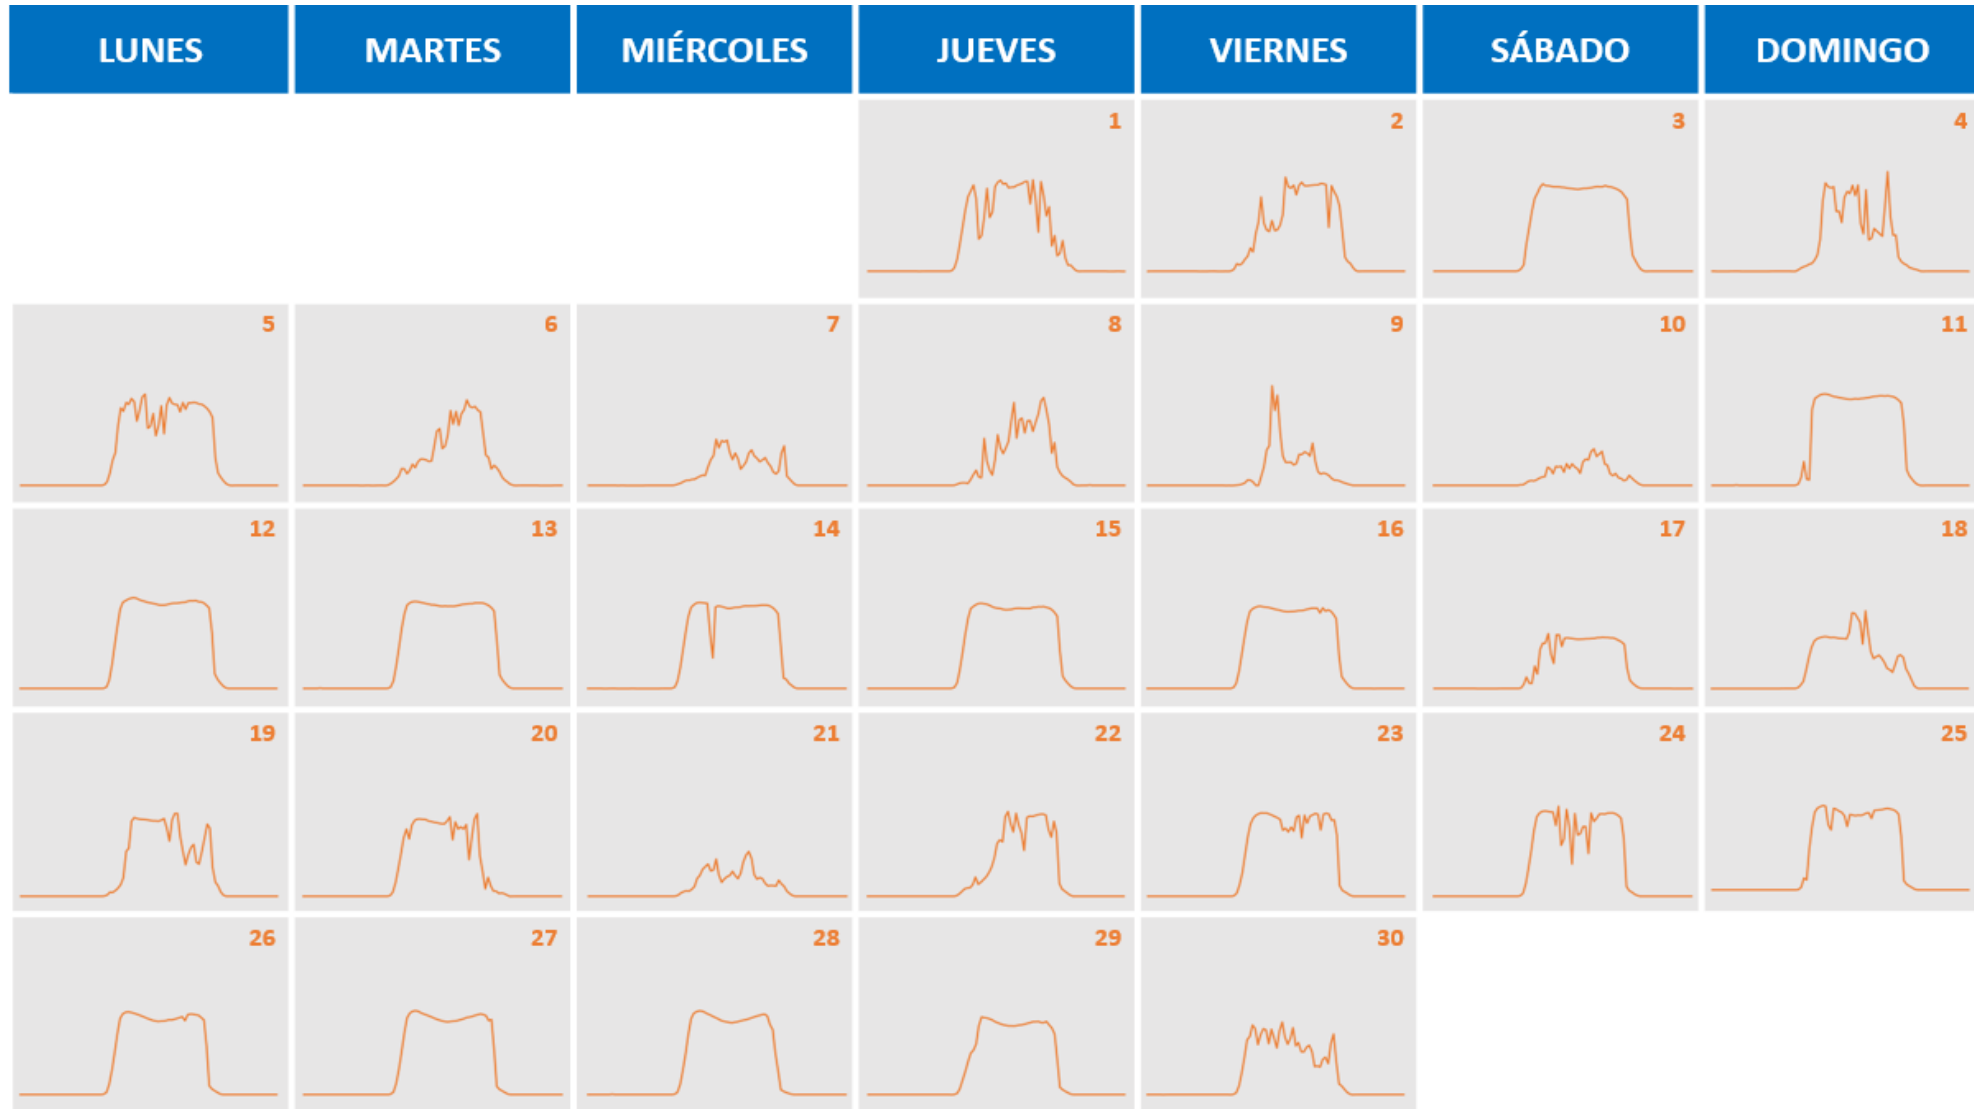 LUNES MARTES MIÉRCOLES JUEVES VIERNES SÁBADO DOMINGO
1 2 3 4
5 6 7 8 9 10 11
12 13 14 15 16 17 18
19 20 21 22 23 24 25
26 27 28 29 30